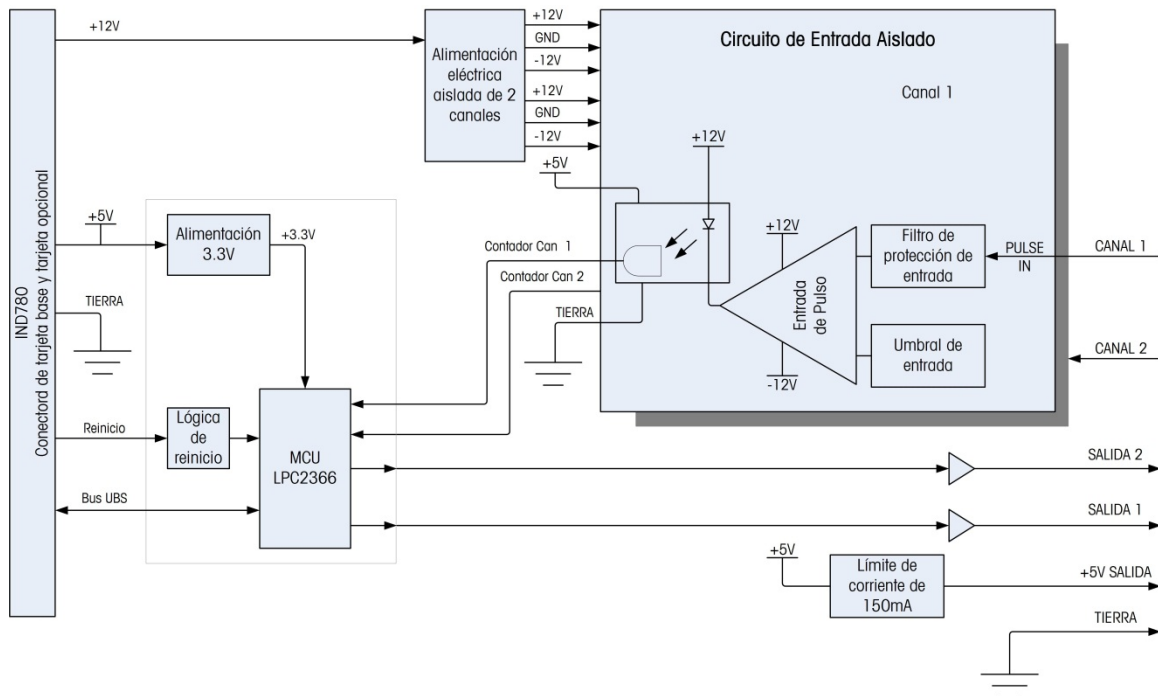 IND780
Conectord de tarjeta base y tarjeta opcional
+12V
Alimentación
eléctrica
aislada de 2
canales
+12V
GND
-12V
+12V
GND
-12V
Circuito de Entrada Aislado
Canal 1
+12V
+5V
+12V
Entrada
de Pulso
-12V
Filtro de
protección de
entrada
PULSE
IN
CANAL 1
Umbral de
entrada
CANAL 2
Contador Can 1
Contador Can 2
TIERRA
+5V
Alimentación
3.3V
+3.3V
TIERRA
Reinicio
Lógica
de
reinicio
MCU
LPC2366
Bus UBS
SALIDA 2
SALIDA 1
+5V
Límite de
corriente de
150mA
+5V SALIDA
TIERRA